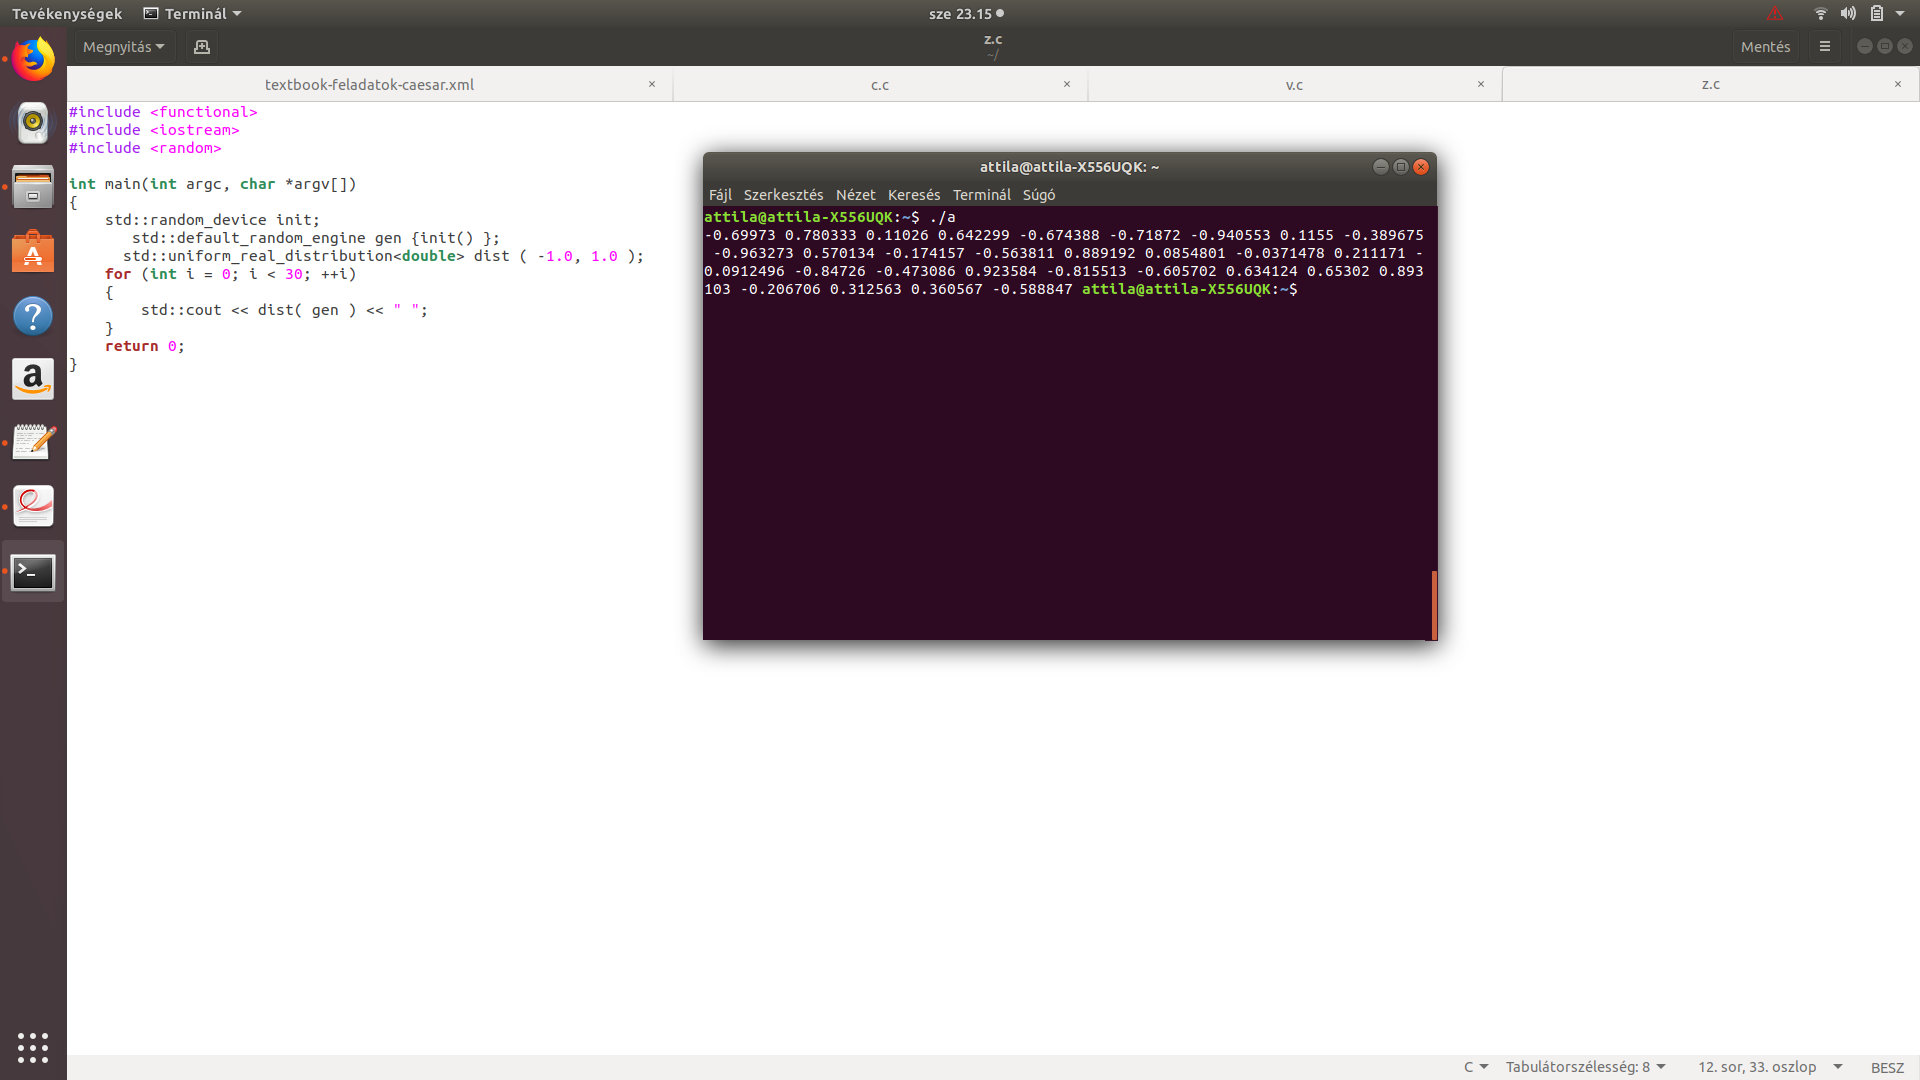 Tevékenységek Terminál sze 23.15
Megnyitás z.c Mentés
~/
textbook-feladatok-caesar.xml × c.c × v.c × z.c ×
#include <functional>
#include <iostream>
#include <random>
int main(int argc, char *argv[])
{
    std::random_device init;
       std::default_random_engine gen {init() };
      std::uniform_real_distribution<double> dist ( -1.0, 1.0 );
    for (int i = 0; i < 30; ++i)
    {
        std::cout << dist( gen ) << " ";
    }
    return 0;
}
attila@attila-X556UQK: ~
Fájl Szerkesztés Nézet Keresés Terminál Súgó
attila@attila-X556UQK:~$ ./a
-0.69973 0.780333 0.11026 0.642299 -0.674388 -0.71872 -0.940553 0.1155 -0.389675
 -0.963273 0.570134 -0.174157 -0.563811 0.889192 0.0854801 -0.0371478 0.211171 -
0.0912496 -0.84726 -0.473086 0.923584 -0.815513 -0.605702 0.634124 0.65302 0.893
103 -0.206706 0.312563 0.360567 -0.588847 attila@attila-X556UQK:~$
C Tabulátorszélesség: 8 12. sor, 33. oszlop BESZ